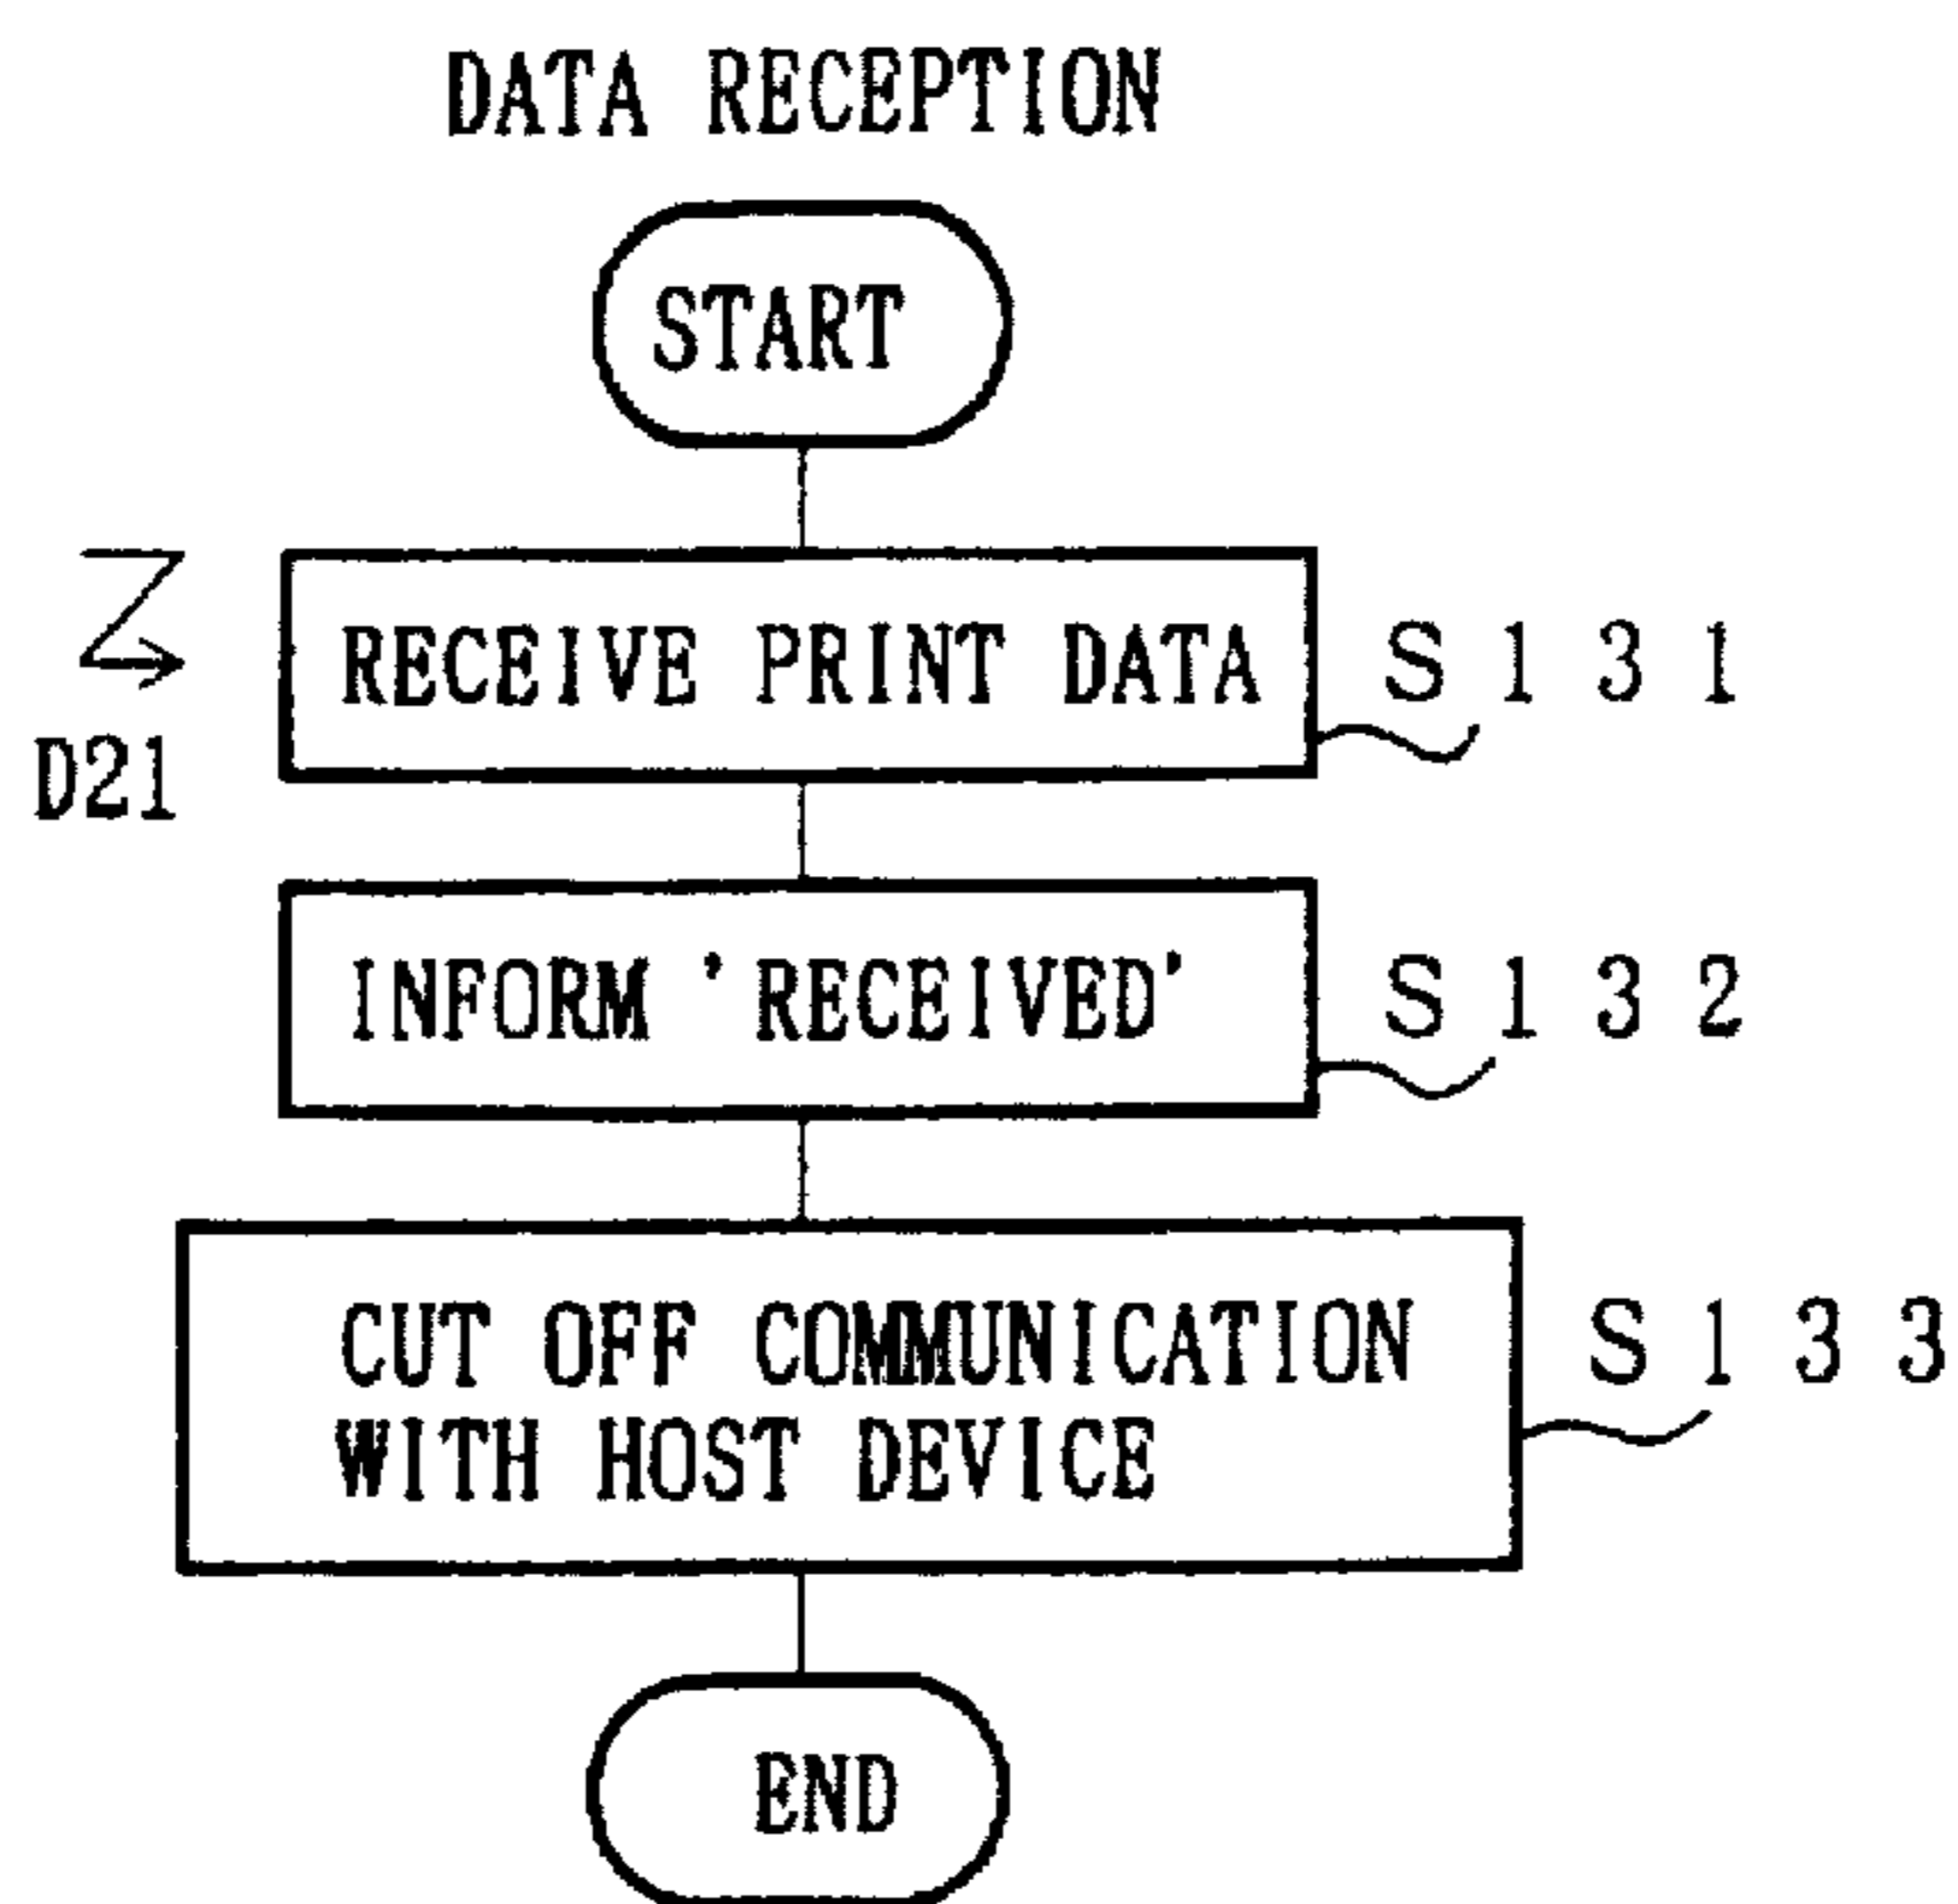 DATA RECEPTION
START
RECEIVE PRINT DATA
S131
D21
INFORM 'RECEIVED'
S132
CUT OFF COMMUNICATION
WITH HOST DEVICE
S133
END